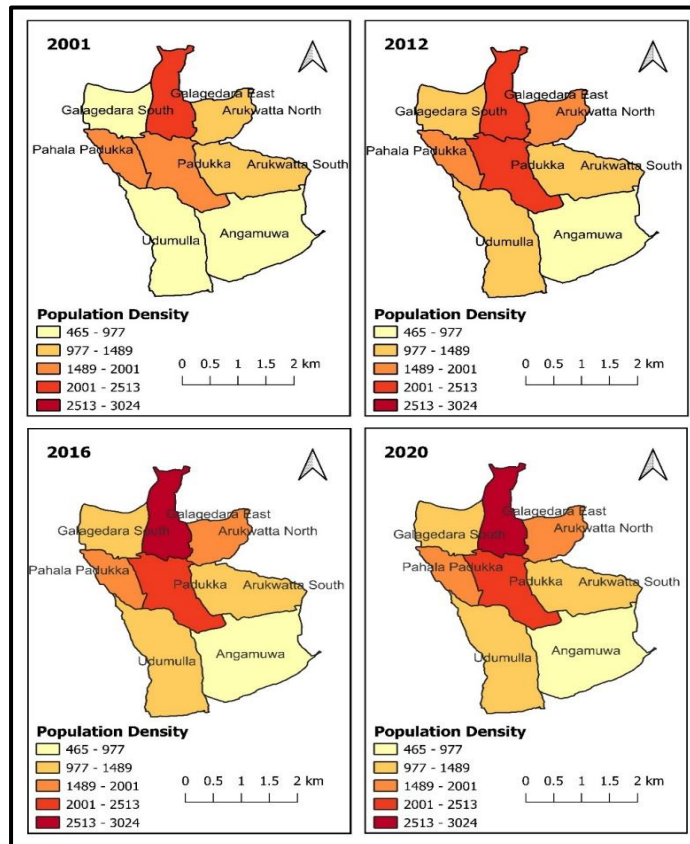 2001
Galagedara East
Galagedara South
Arukwatta North
Pahala Padukka
Padukka
Arukwatta South
Udumulla
Angamuwa
Population Density
465 - 977
977 - 1489
1489 - 2001
2001 - 2513
2513 - 3024
0 0.5 1 1.5 2 km
2012
Galagedara East
Galagedara South
Arukwatta North
Pahala Padukka
Padukka
Arukwatta South
Udumulla
Angamuwa
Population Density
465 - 977
977 - 1489
1489 - 2001
2001 - 2513
2513 - 3024
0 0.5 1 1.5 2 km
2016
Galagedara East
Galagedara South
Arukwatta North
Pahala Padukka
Padukka
Arukwatta South
Udumulla
Angamuwa
Population Density
465 - 977
977 - 1489
1489 - 2001
2001 - 2513
2513 - 3024
0 0.5 1 1.5 2 km
2020
Galagedara East
Galagedara South
Arukwatta North
Pahala Padukka
Padukka
Arukwatta South
Udumulla
Angamuwa
Population Density
465 - 977
977 - 1489
1489 - 2001
2001 - 2513
2513 - 3024
0 0.5 1 1.5 2 km